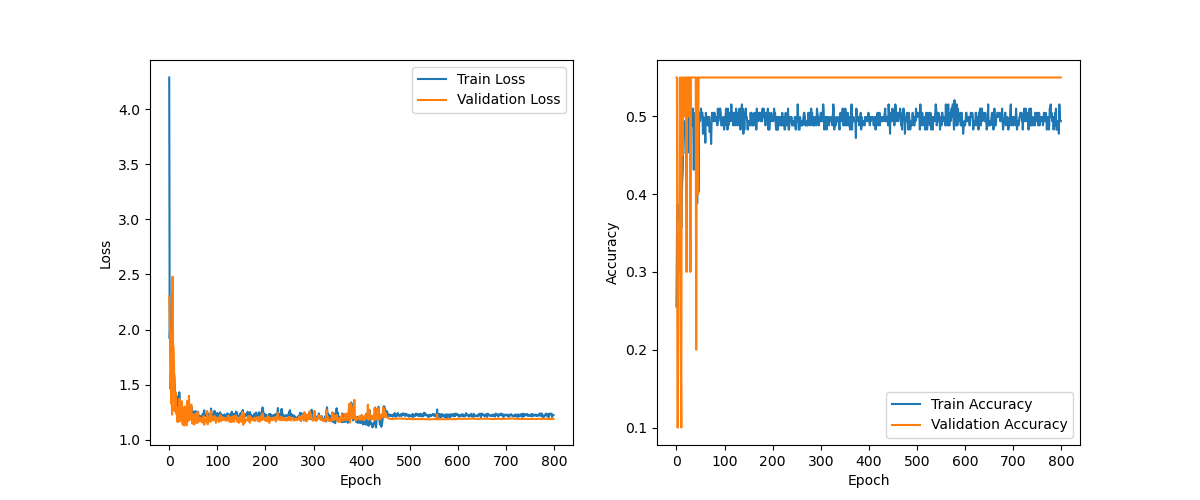 Train Loss
Validation Loss
4.0
3.5
3.0
2.5
2.0
1.5
1.0
Loss
0 100 200 300 400 500 600 700 800
Epoch
0.5
0.4
0.3
0.2
0.1
Accuracy
Train Accuracy
Validation Accuracy
0 100 200 300 400 500 600 700 800
Epoch